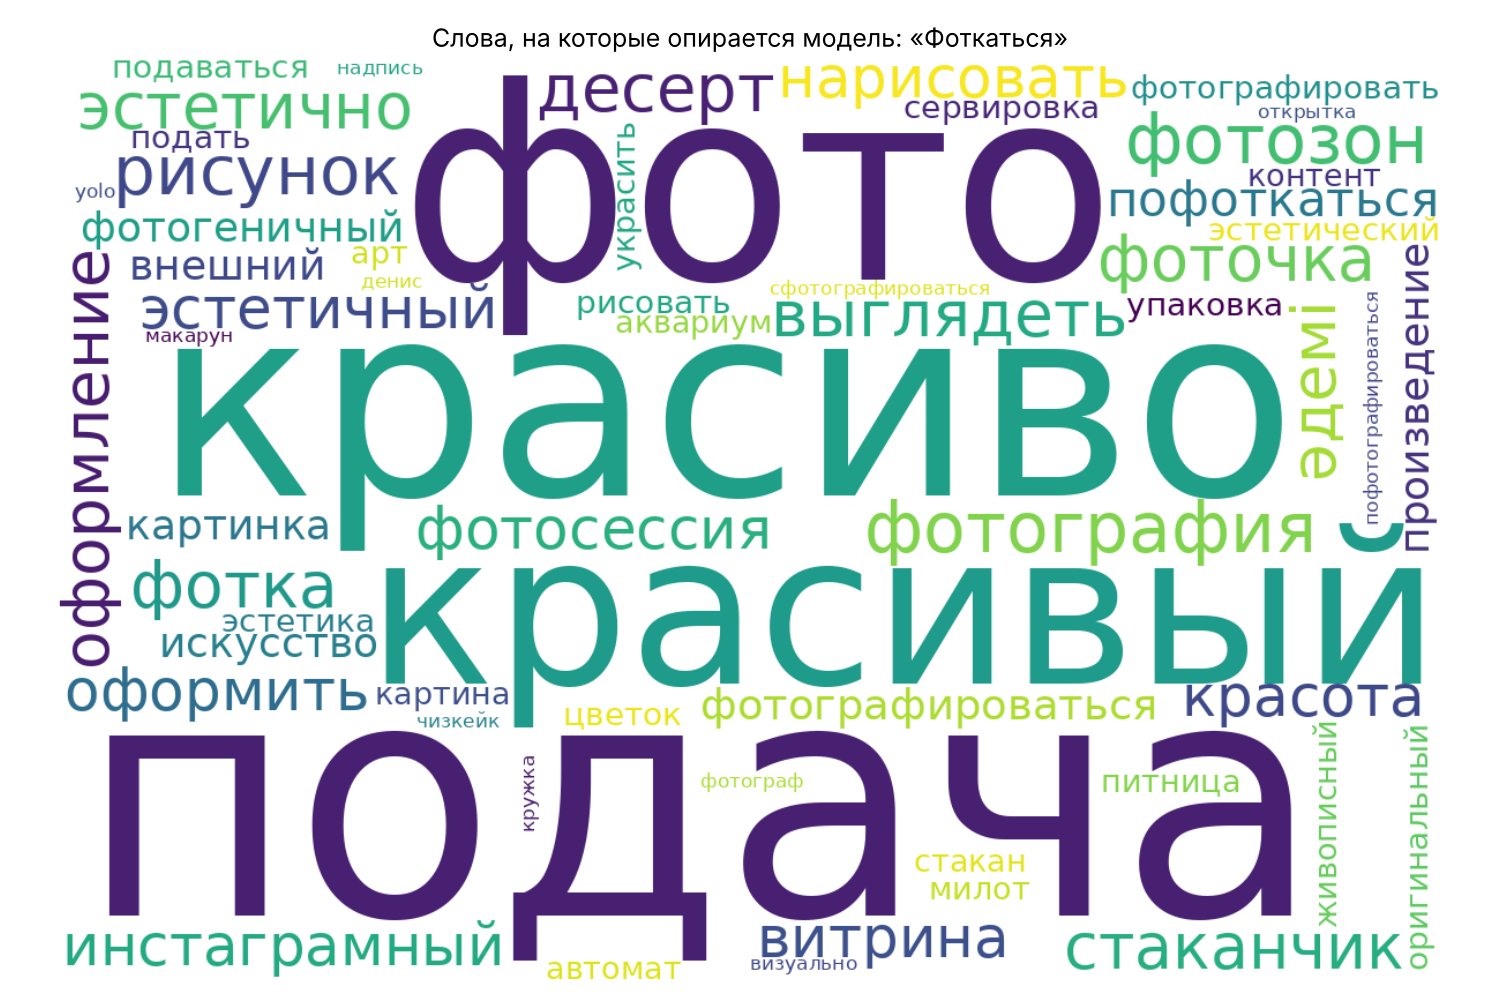 Слова, на которые опирается модель: «Фоткаться»
подаваться
надпись
десерт
нарисовать
фотографировать
эстетично
сервировка
открытка
подать
украсить
фото
фотозон
рисунок
контент
yolo
пофоткаться
фотогеничный
эстетический
арт
внешний
фоточка
денис
сфотографироваться
эстетичный
рисовать
упаковка
аквариум
выглядеть
макарун
әдемі
пофотографироваться
произведение
оформление
красиво
картинка
фотосессия
фотография
фотка
красивый
эстетика
искусство
оформить
картина
красота
чизкейк
цветок
фотографироваться
подача
кружка
фотограф
питница
живописный
оригинальный
стакан
милот
инстаграмный
витрина
стаканчик
автомат
визуально